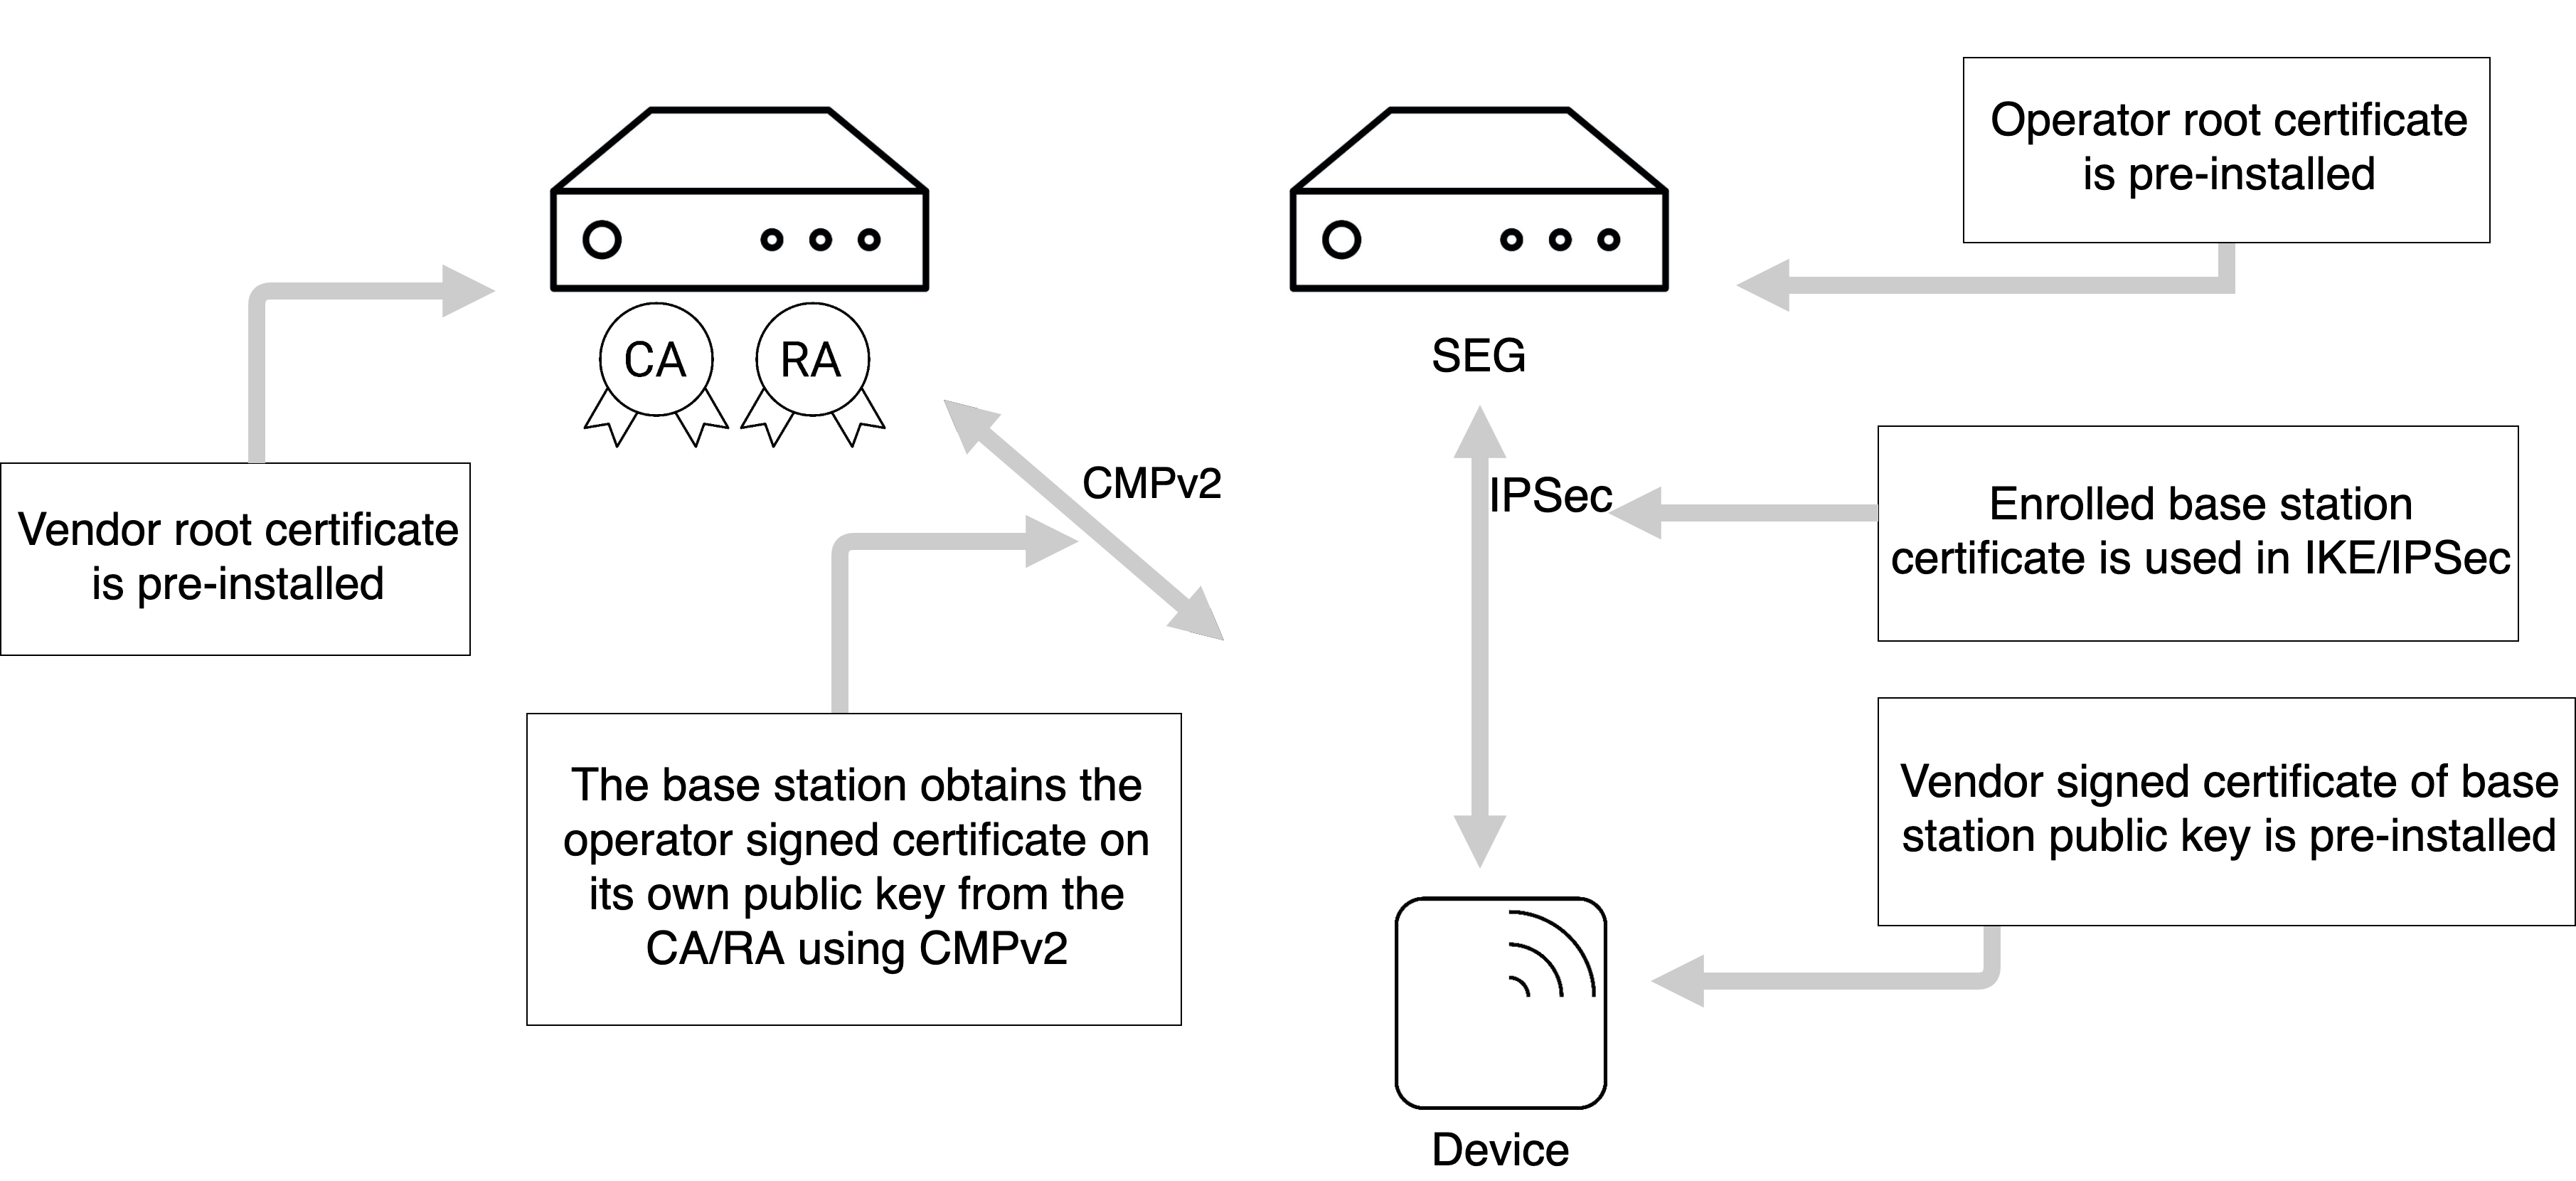 Operator root certificate
is pre-installed
CA
RA
SEG
CMPv2
IPSec
Enrolled base station
certificate is used in IKE/IPSec
Vendor root certificate
is pre-installed
The base station obtains the
operator signed certificate on
its own public key from the
CA/RA using CMPv2
Vendor signed certificate of base
station public key is pre-installed
Device